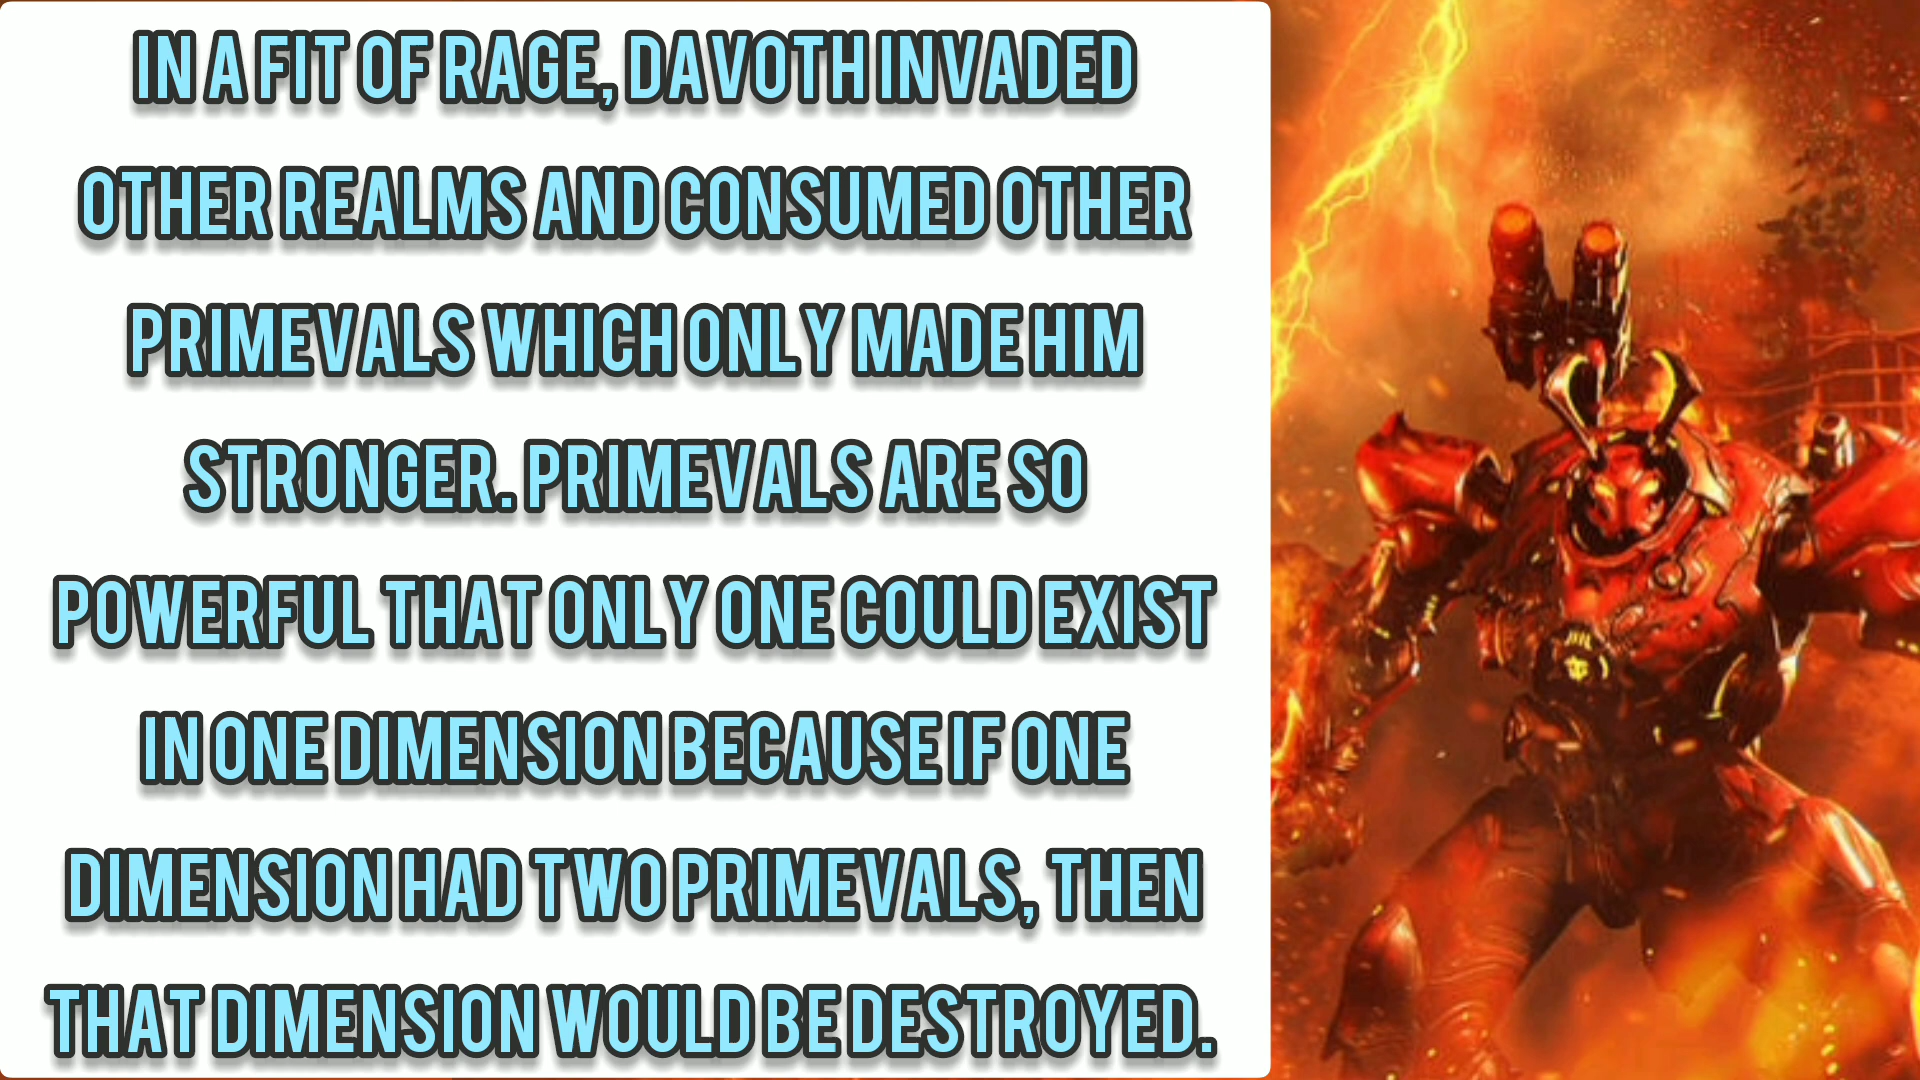 IN A FIT OF RAGE, DAVOTH INVADED
OTHER REALMS AND CONSUMED OTHER
PRIMEVALS WHICH ONLY MADE HIM
STRONGER. PRIMEVALS ARE SO
POWERFUL THAT ONLY ONE COULD EXIST
IN ONE DIMENSION BECAUSE IF ONE
DIMENSION HAD TWO PRIMEVALS, THEN
THAT DIMENSION WOULD BE DESTROYED.